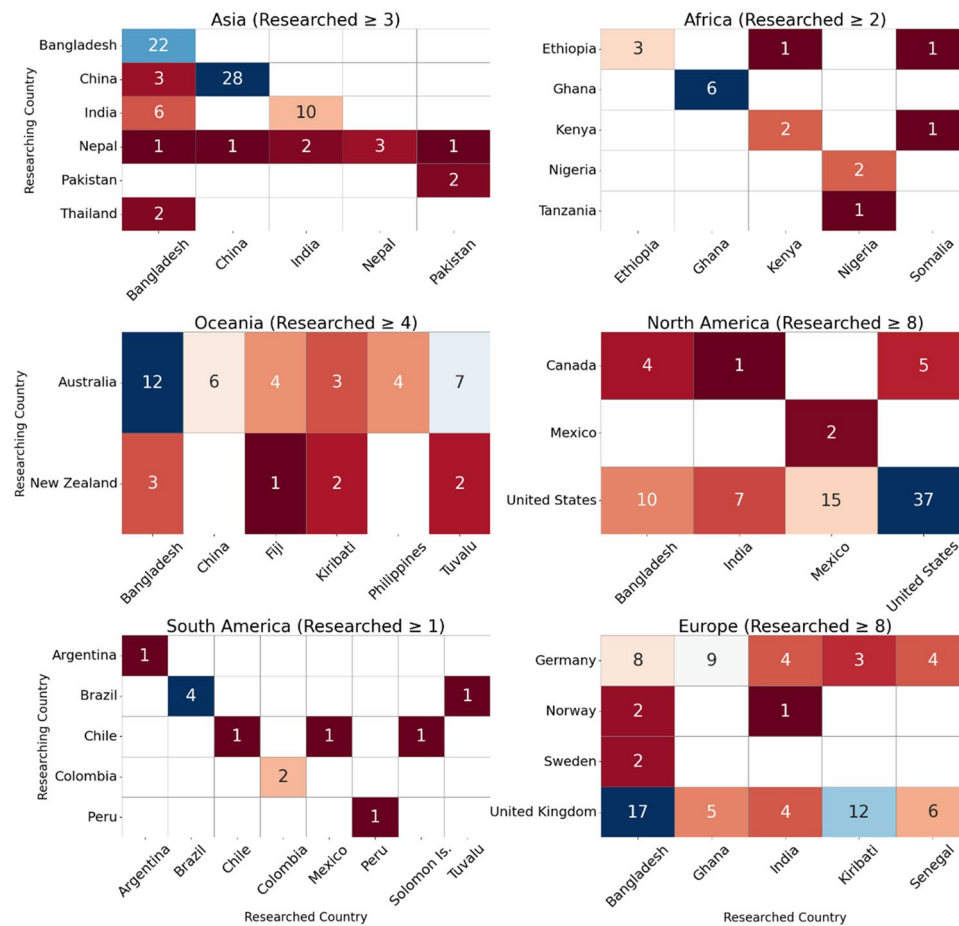 Asia (Researched ≥ 3)
Researching Country
Bangladesh 22
China 3 28
India 6 10
Nepal 1 1 2 3 1
Pakistan 2
Thailand 2
Bangladesh China India Nepal Pakistan
Africa (Researched ≥ 2)
Ethiopia 3 1 1
Ghana 6
Kenya 2 1
Nigeria 2
Tanzania 1
Ethiopia Ghana Kenya Nigeria Somalia
Oceania (Researched ≥ 4)
Researching Country
Australia 12 6 4 3 4 7
New Zealand 3 1 2 2
Bangladesh China Fiji Kiribati Philippines Tuvalu
North America (Researched ≥ 8)
Canada 4 1 5
Mexico 2
United States 10 7 15 37
Bangladesh India Mexico United States
South America (Researched ≥ 1)
Researching Country
Argentina 1
Brazil 4 1
Chile 1 1 1
Colombia 2
Peru 1
Argentina Brazil Chile Colombia Mexico Peru Solomon Is. Tuvalu
Researched Country
Europe (Researched ≥ 8)
Germany 8 9 4 3 4
Norway 2 1
Sweden 2
United Kingdom 17 5 4 12 6
Bangladesh Ghana India Kiribati Senegal
Researched Country